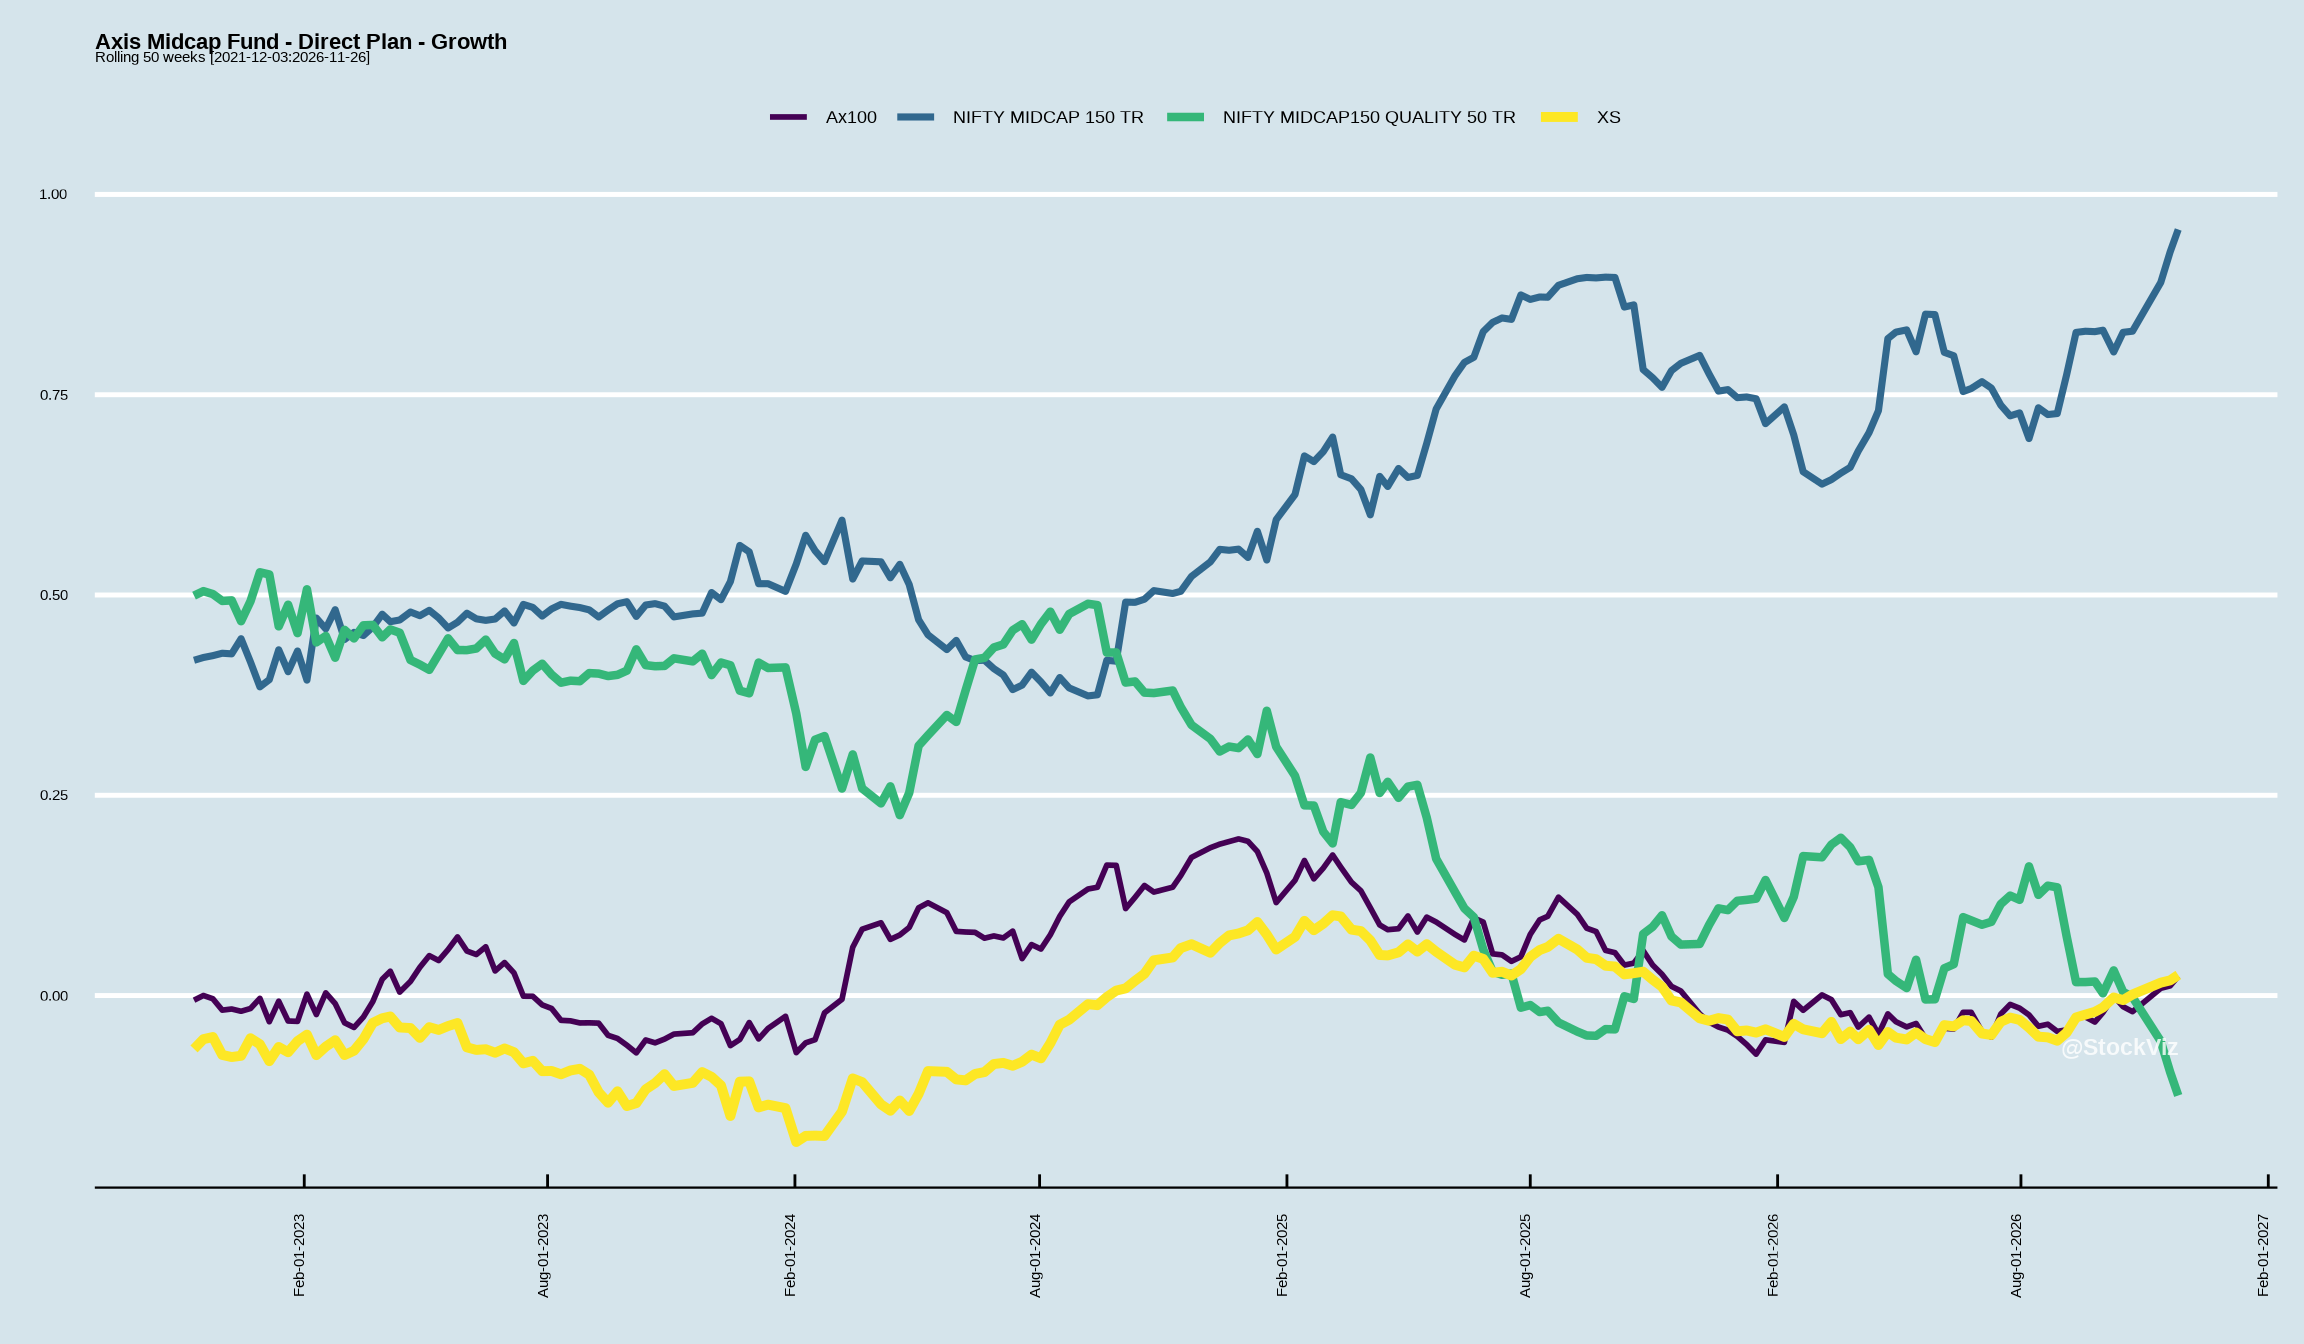 Axis Midcap Fund - Direct Plan - Growth
Rolling 50 weeks [2021-12-03:2026-11-26]
Ax100 NIFTY MIDCAP 150 TR NIFTY MIDCAP150 QUALITY 50 TR XS
1.00
0.75
0.50
0.25
0.00
@StockViz
Feb-01-2023 Aug-01-2023 Feb-01-2024 Aug-01-2024 Feb-01-2025 Aug-01-2025 Feb-01-2026 Aug-01-2026 Feb-01-2027